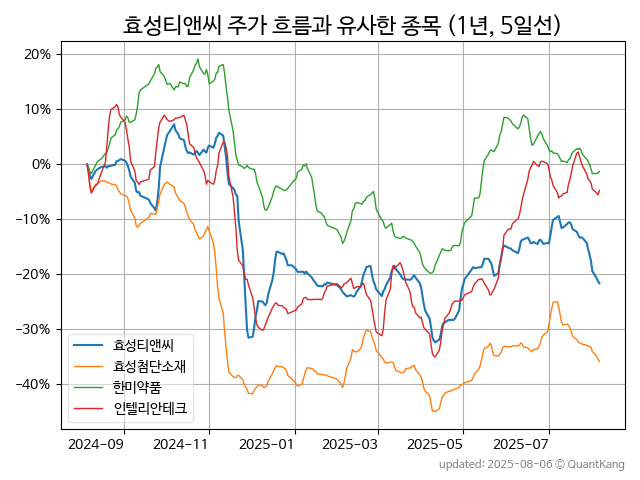 효성티앤씨 주가 흐름과 유사한 종목 (1년, 5일선)
20%
10%
0%
−10%
−20%
−30%
−40%
효성티앤씨
효성첨단소재
한미약품
인텔리안테크
2024-09
2024-11
2025-01
2025-03
2025-05
2025-07
updated: 2025-08-06 © QuantKang